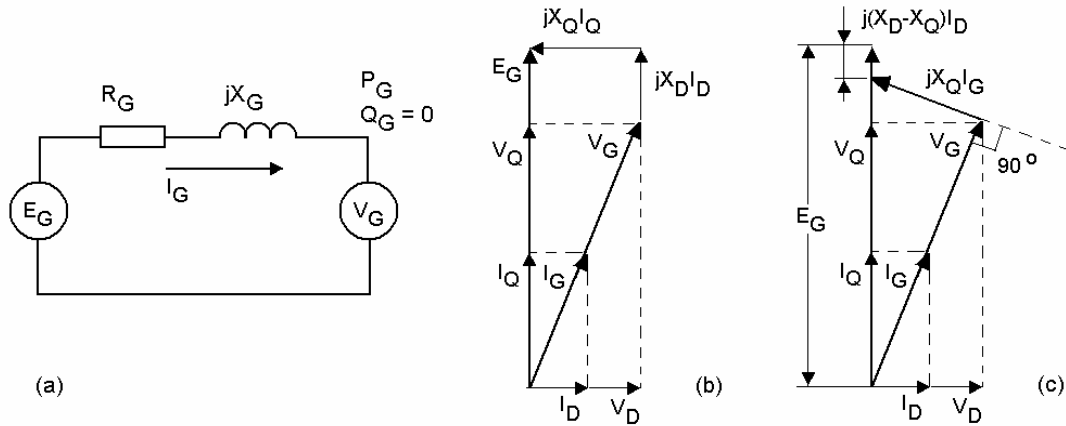 R_G
jX_G
P_G
Q_G = 0
I_G
E_G
V_G
(a)
jX_Q I_Q
E_G
jX_D I_D
V_Q
V_G
I_Q
I_G
I_D
V_D
(b)
j(X_D-X_Q)I_D
jX_Q I_G
V_Q
V_G
90 °
E_G
I_Q
I_G
I_D
V_D
(c)